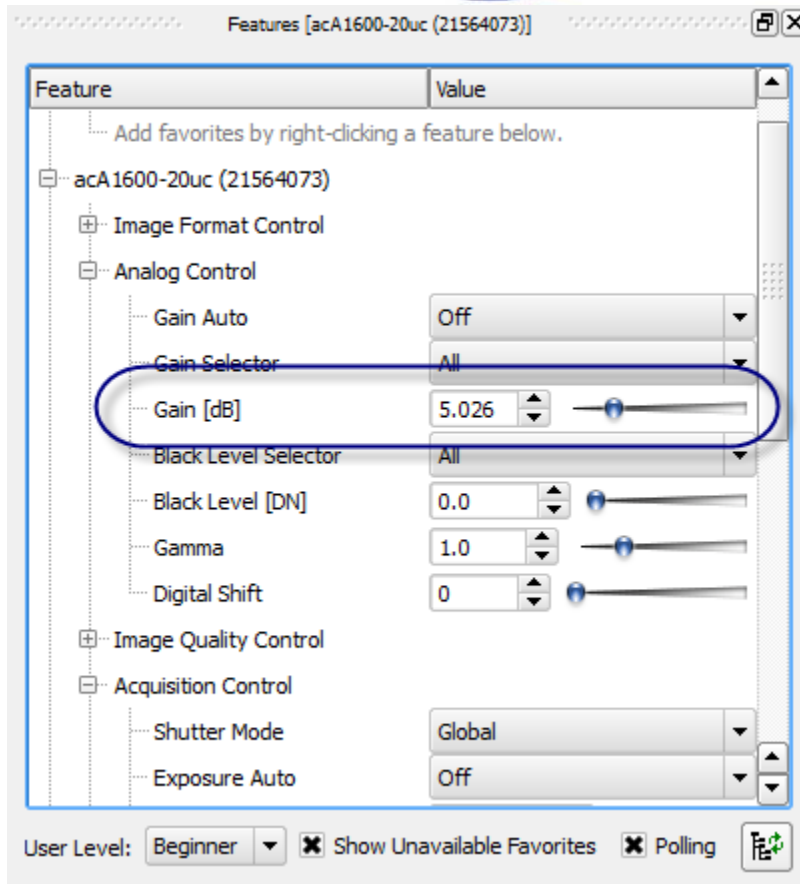 Features [acA1600-20uc (21564073)]
Feature Value
Add favorites by right-clicking a feature below.
acA1600-20uc (21564073)
Image Format Control
Analog Control
Gain Auto Off
Gain Selector All
Gain [dB] 5.026
Black Level Selector All
Black Level [DN] 0.0
Gamma 1.0
Digital Shift 0
Image Quality Control
Acquisition Control
Shutter Mode Global
Exposure Auto Off
User Level: Beginner Show Unavailable Favorites Polling